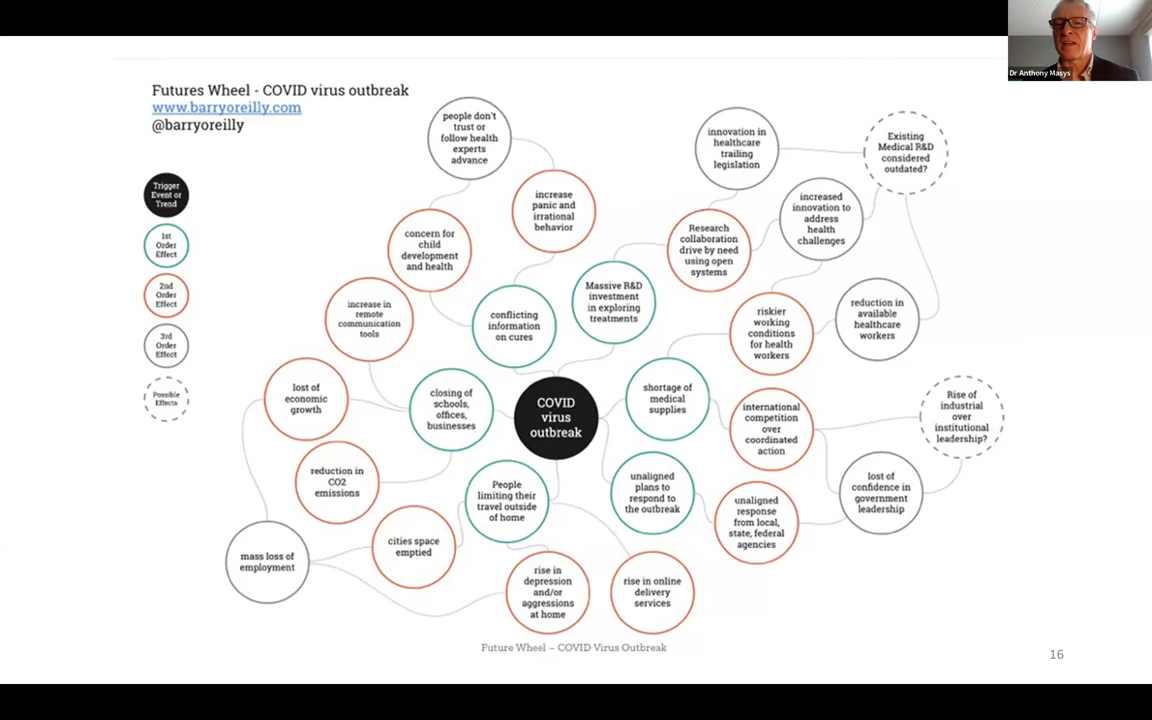 Dr Anthony Masys
Futures Wheel - COVID virus outbreak
www.barryoreilly.com
@barryoreilly
Trigger
Event or
Trend
1st
Order
Effect
2nd
Order
Effect
3rd
Order
Effect
Possible
Effects
people don't
trust or
follow health
experts
advance
increase
panic and
irrational
behavior
concern for
child
development
and health
increase in
remote
communication
tools
conflicting
information
on cures
Massive R&D
investment
in exploring
treatments
innovation in
healthcare
trailing
legislation
Existing
Medical R&D
considered
outdated?
increased
innovation to
address
health
challenges
Research
collaboration
drive by need
using open
systems
riskier
working
conditions
for health
workers
reduction in
available
healthcare
workers
lost of
economic
growth
closing of
schools,
offices,
businesses
COVID
virus
outbreak
shortage of
medical
supplies
international
competition
over
coordinated
action
Rise of
industrial
over
institutional
leadership?
reduction in
CO2
emissions
People
limiting their
travel outside
of home
unaligned
plans to
respond to
the outbreak
unaligned
response
from local,
state, federal
agencies
lost of
confidence in
government
leadership
mass loss of
employment
cities space
emptied
rise in
depression
and/or
aggressions
at home
rise in online
delivery
services
Future Wheel – COVID Virus Outbreak
16